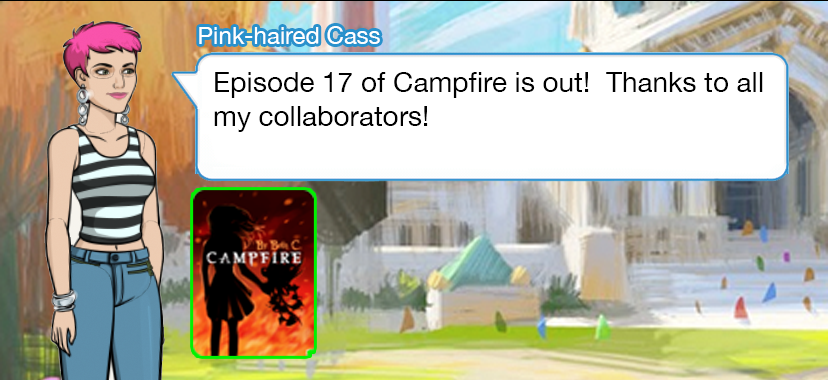 Pink-haired Cass
Episode 17 of Campfire is out!  Thanks to all
my collaborators!
By Beth C.
CAMPFIRE